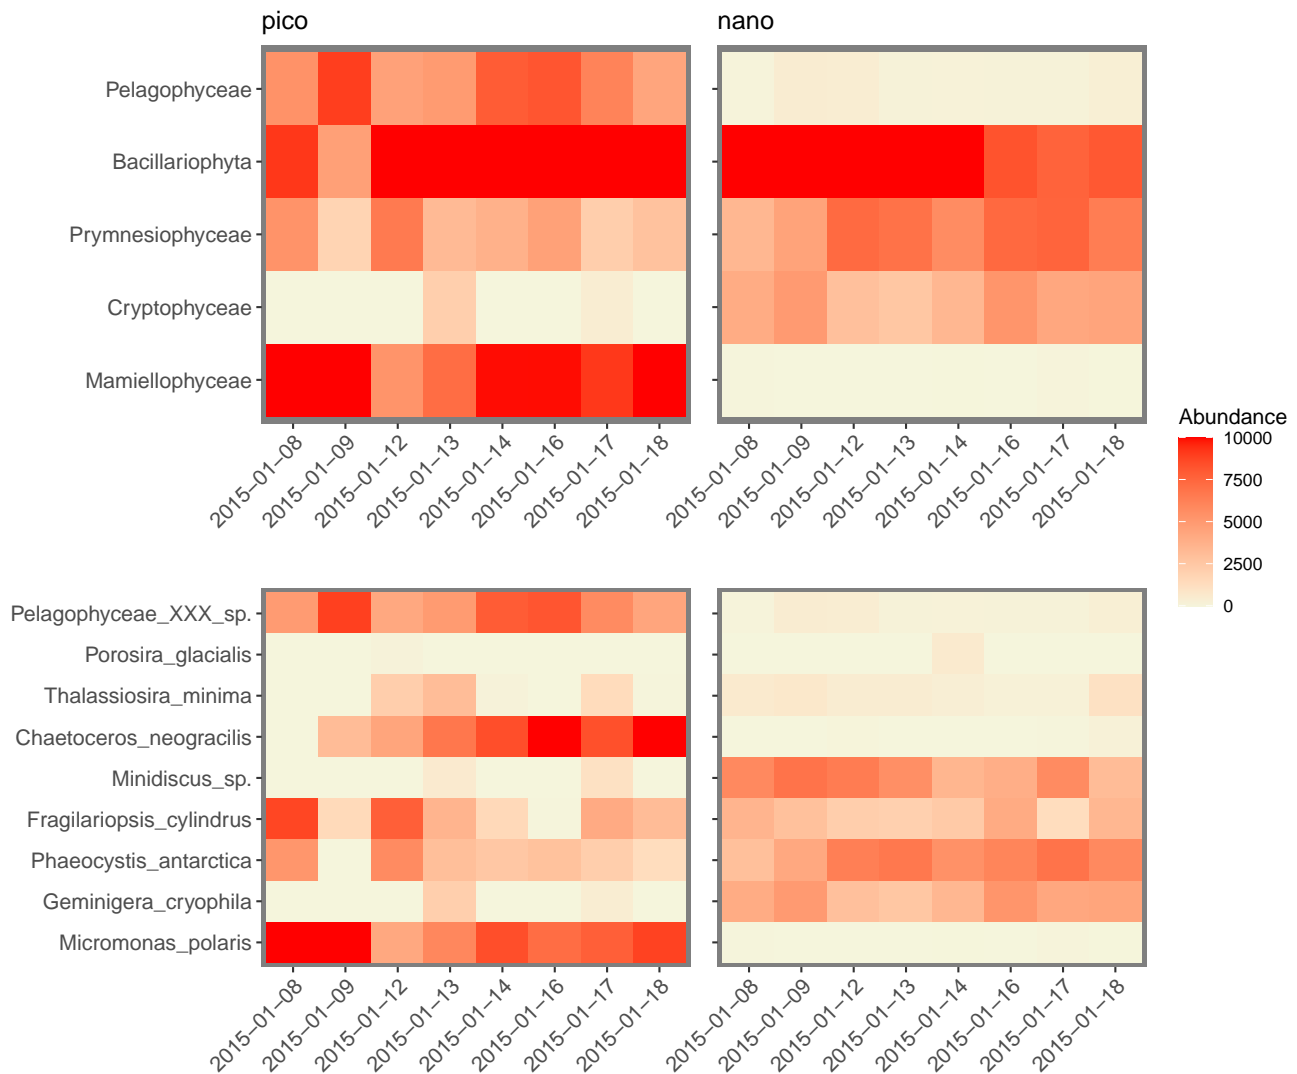 pico
nano
Pelagophyceae
Bacillariophyta
Prymnesiophyceae
Cryptophyceae
Mamiellophyceae
2015−01−08
2015−01−09
2015−01−12
2015−01−13
2015−01−14
2015−01−16
2015−01−17
2015−01−18
2015−01−08
2015−01−09
2015−01−12
2015−01−13
2015−01−14
2015−01−16
2015−01−17
2015−01−18
Abundance
10000
7500
5000
2500
0
Pelagophyceae_XXX_sp.
Porosira_glacialis
Thalassiosira_minima
Chaetoceros_neogracilis
Minidiscus_sp.
Fragilariopsis_cylindrus
Phaeocystis_antarctica
Geminigera_cryophila
Micromonas_polaris
2015−01−08
2015−01−09
2015−01−12
2015−01−13
2015−01−14
2015−01−16
2015−01−17
2015−01−18
2015−01−08
2015−01−09
2015−01−12
2015−01−13
2015−01−14
2015−01−16
2015−01−17
2015−01−18